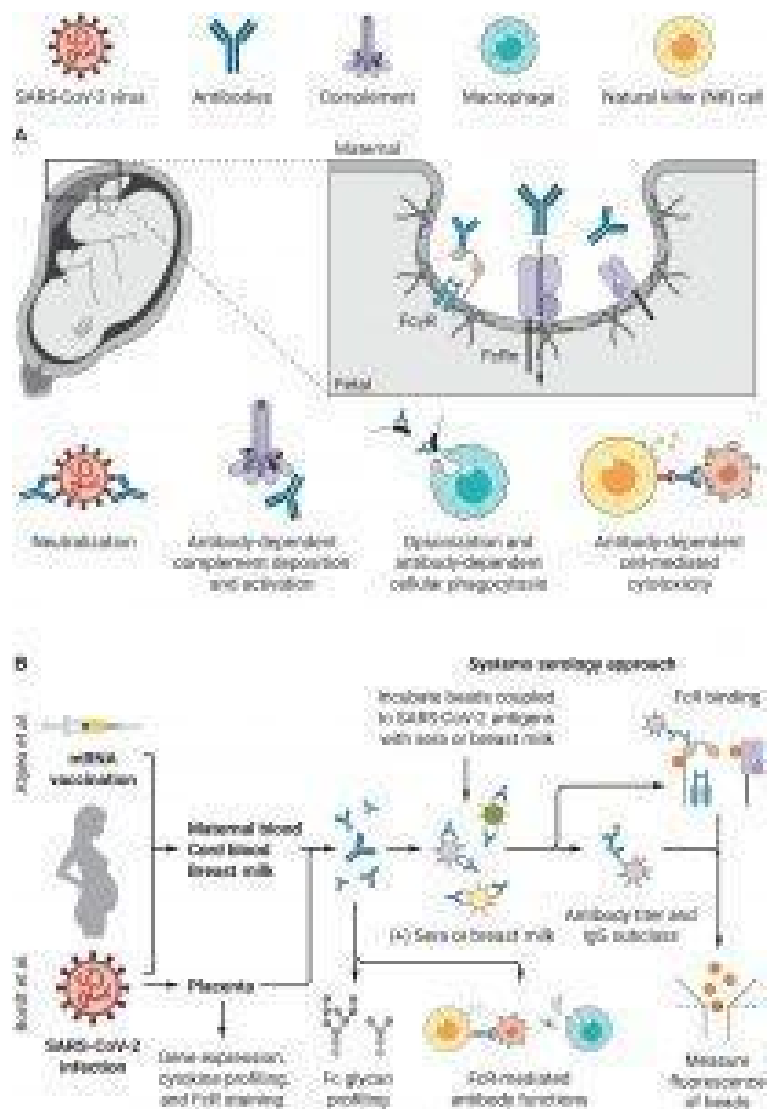 SARS-CoV-2 virus
Antibodies
Complement
Macrophage
Natural killer (NK) cell
A
Maternal
FcγR
FcRn
Fetal
Neutralization
Antibody-dependent
complement deposition
and activation
Opsonization and
antibody-dependent
cellular phagocytosis
Antibody-dependent
cell-mediated
cytotoxicity
B
Systems serology approach
Incubate beads coupled
to SARS-CoV-2 antigens
with sera or breast milk
FcR binding
et al.
mRNA
vaccination
Maternal blood
Cord blood
Breast milk
(+) Sera or breast milk
Antibody titer and
IgG subclass
et al.
Placenta
SARS-CoV-2
infection
Gene expression,
cytokine profiling,
and FcR staining
Fc glycan
profiling
FcR-mediated
antibody functions
Measure
fluorescence
of beads